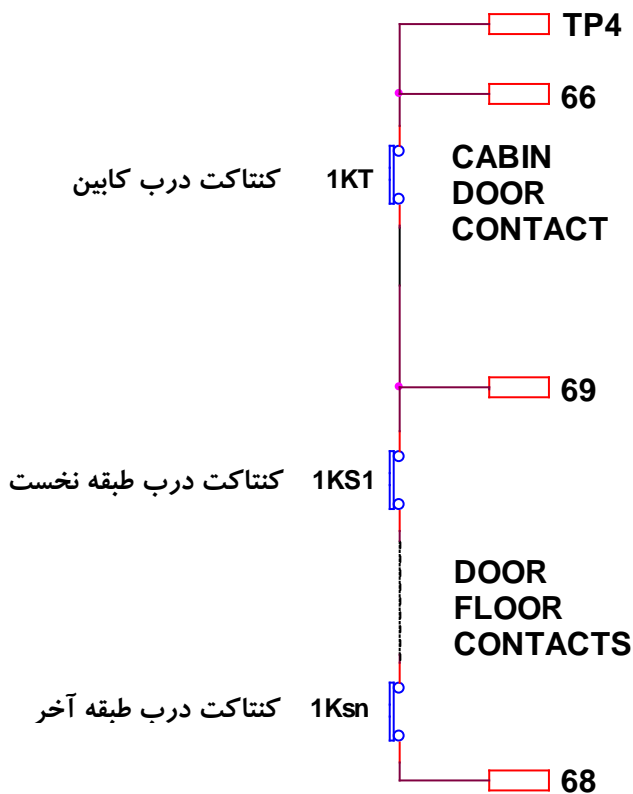 TP4
66
کنتاکت درب کابین 1KT
CABIN
DOOR
CONTACT
69
کنتاکت درب طبقه نخست 1KS1
DOOR
FLOOR
CONTACTS
کنتاکت درب طبقه آخر 1Ksn
68